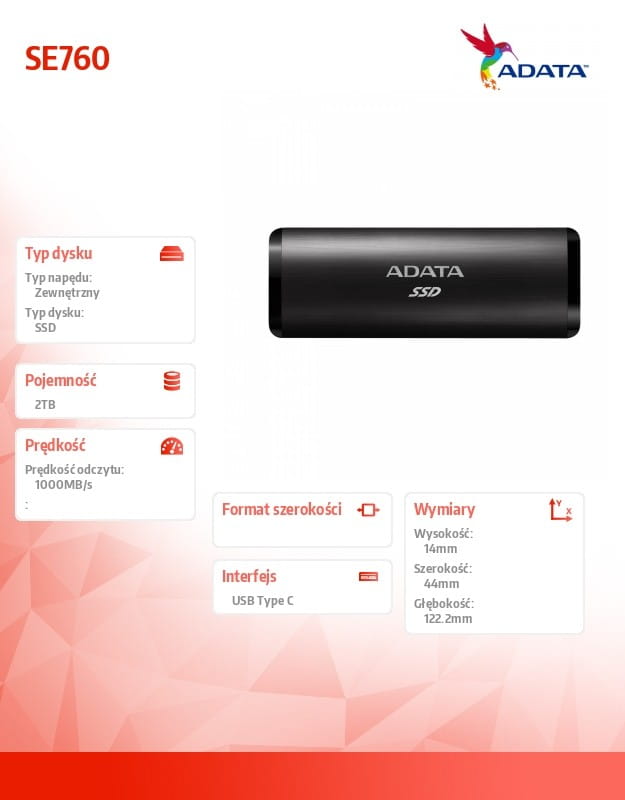 SE760
ADATA
ADATA
SSD
Typ dysku
Typ napędu:
Zewnętrzny
Typ dysku:
SSD
Pojemność
2TB
Prędkość
Prędkość odczytu:
1000MB/s
:
Format szerokości
Interfejs
USB Type C
Wymiary
Y
X
Wysokość:
14mm
Szerokość:
44mm
Głębokość:
122.2mm